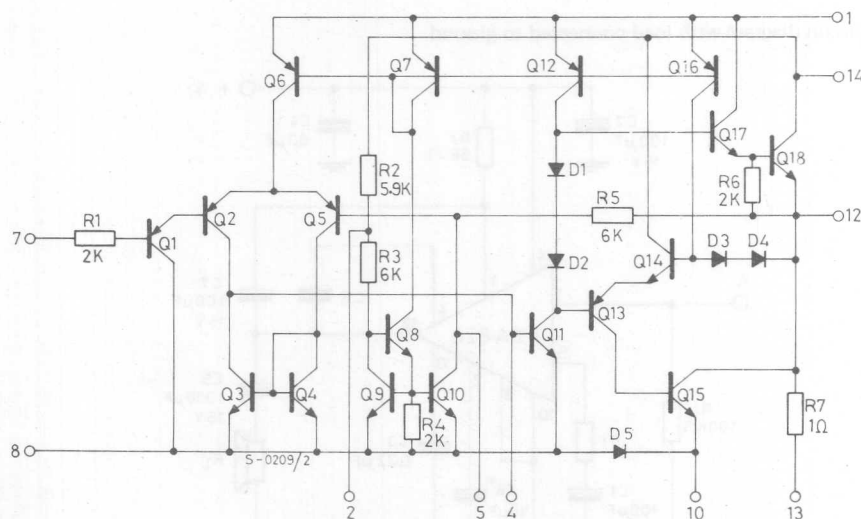 1
Q6
Q7
Q12
Q16
14
Q17
Q18
R2
5.9K
D1
R6
2K
R5
6K
12
R1
2K
7
Q1
Q2
Q5
R3
6K
D2
Q14
D3
D4
Q13
Q8
Q11
Q3
Q4
Q9
Q10
Q15
R4
2K
R7
1Ω
D5
8
S-0209/2
2
5
4
10
13